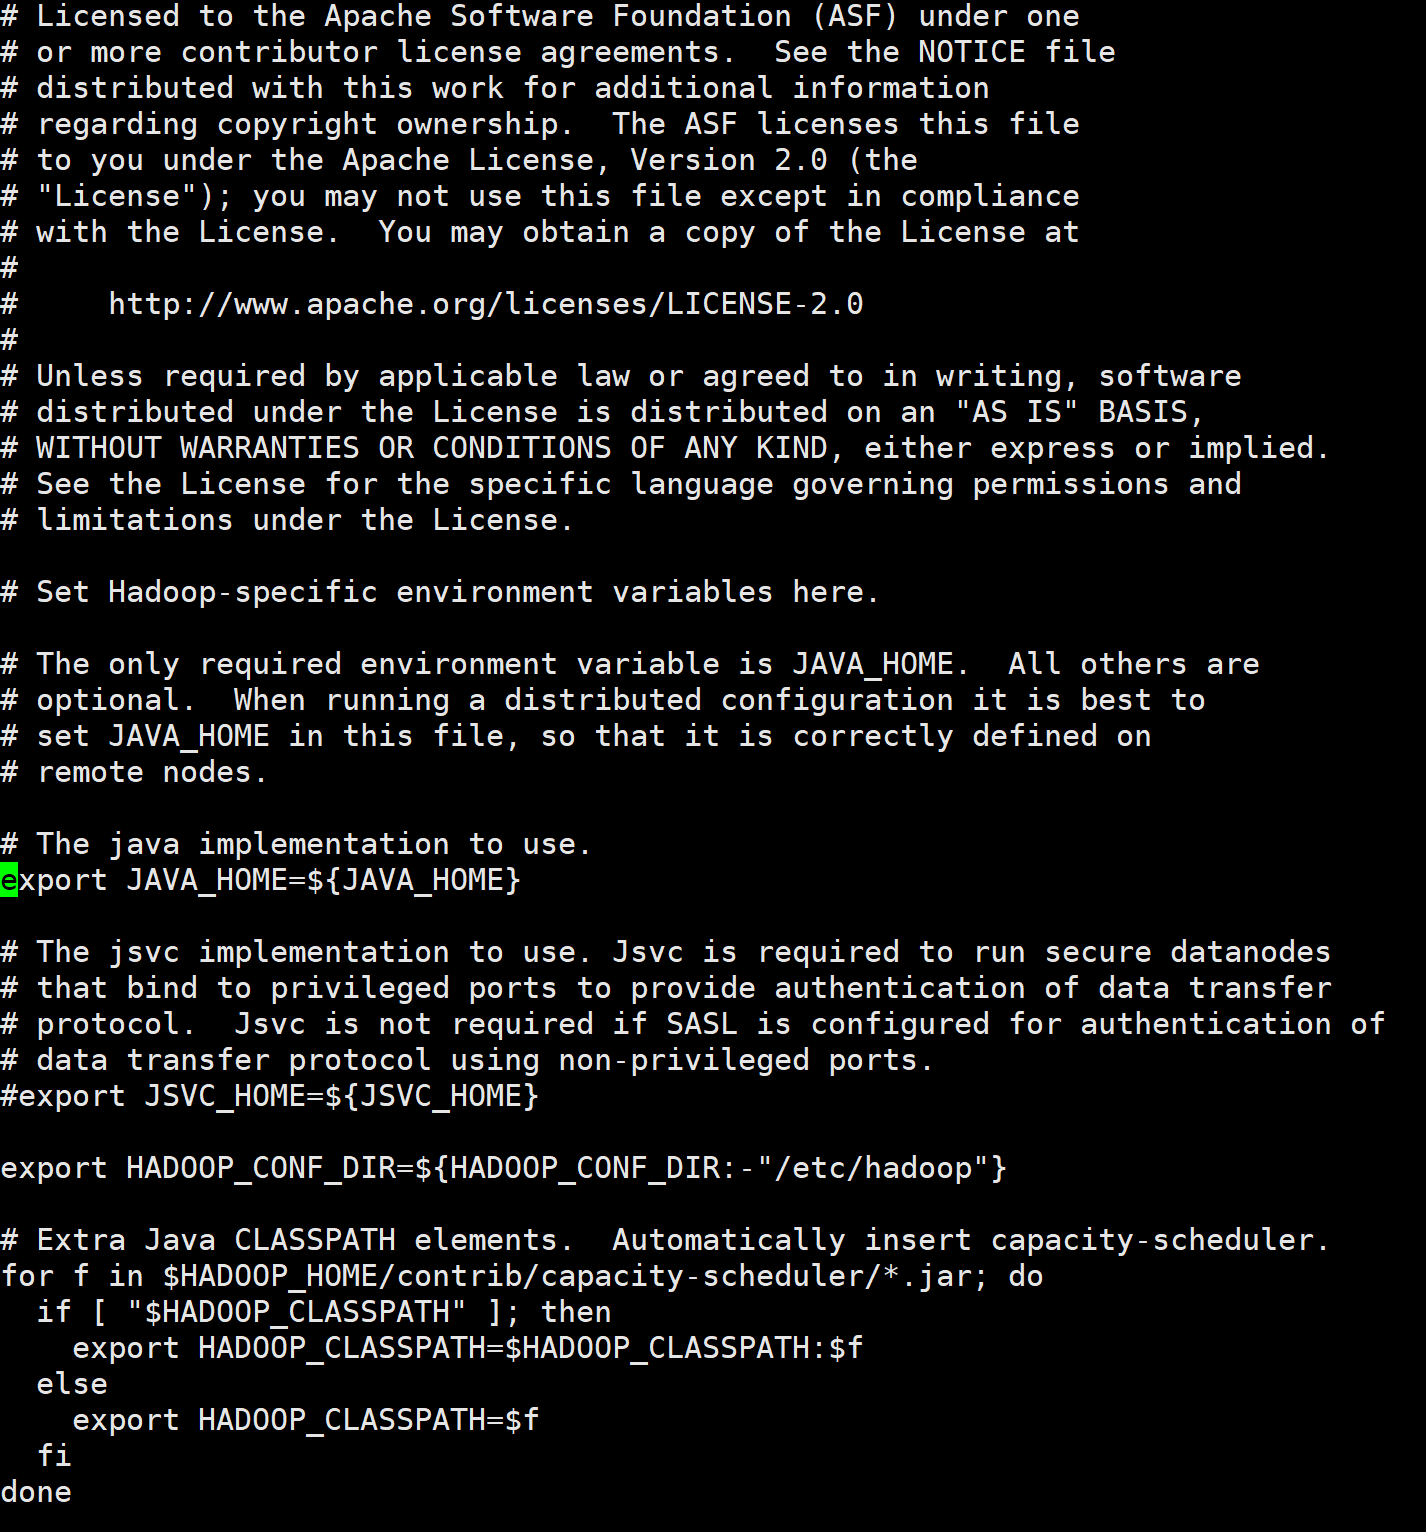 # Licensed to the Apache Software Foundation (ASF) under one
# or more contributor license agreements.  See the NOTICE file
# distributed with this work for additional information
# regarding copyright ownership.  The ASF licenses this file
# to you under the Apache License, Version 2.0 (the
# "License"); you may not use this file except in compliance
# with the License.  You may obtain a copy of the License at
#
#     http://www.apache.org/licenses/LICENSE-2.0
#
# Unless required by applicable law or agreed to in writing, software
# distributed under the License is distributed on an "AS IS" BASIS,
# WITHOUT WARRANTIES OR CONDITIONS OF ANY KIND, either express or implied.
# See the License for the specific language governing permissions and
# limitations under the License.

# Set Hadoop-specific environment variables here.

# The only required environment variable is JAVA_HOME.  All others are
# optional.  When running a distributed configuration it is best to
# set JAVA_HOME in this file, so that it is correctly defined on
# remote nodes.

# The java implementation to use.
export JAVA_HOME=${JAVA_HOME}

# The jsvc implementation to use. Jsvc is required to run secure datanodes
# that bind to privileged ports to provide authentication of data transfer
# protocol.  Jsvc is not required if SASL is configured for authentication of
# data transfer protocol using non-privileged ports.
#export JSVC_HOME=${JSVC_HOME}

export HADOOP_CONF_DIR=${HADOOP_CONF_DIR:-"/etc/hadoop"}

# Extra Java CLASSPATH elements.  Automatically insert capacity-scheduler.
for f in $HADOOP_HOME/contrib/capacity-scheduler/*.jar; do
  if [ "$HADOOP_CLASSPATH" ]; then
    export HADOOP_CLASSPATH=$HADOOP_CLASSPATH:$f
  else
    export HADOOP_CLASSPATH=$f
  fi
done